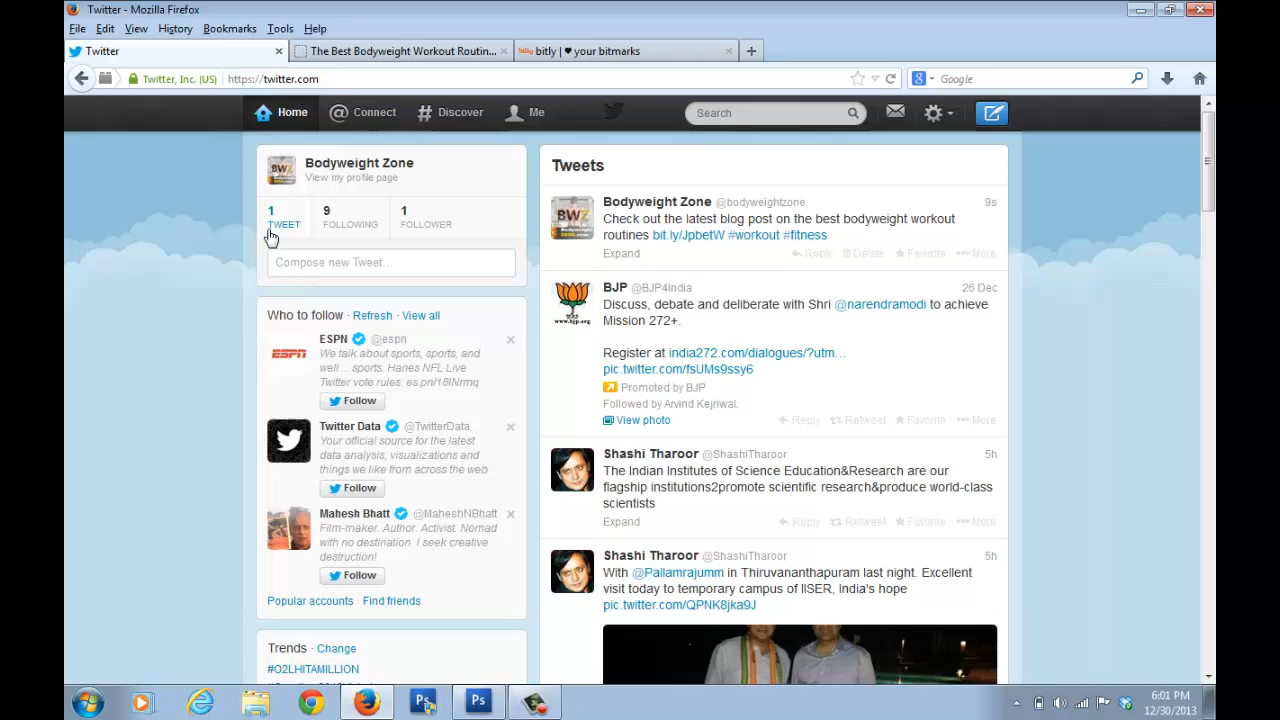 Twitter - Mozilla Firefox
File Edit View History Bookmarks Tools Help
Twitter × The Best Bodyweight Workout Routin... × bitly bitly | ♥ your bitmarks × +
Twitter, Inc. (US) https://twitter.com Google
Home Connect Discover Me Search
Bodyweight Zone
View my profile page
1 9 1
TWEET FOLLOWING FOLLOWER
Compose new Tweet...
Who to follow · Refresh · View all
ESPN @espn
We talk about sports, sports, and
well ... sports. Hanes NFL Live
Twitter vote rules: es.pn/18INrmq
Follow
Twitter Data @TwitterData
Your official source for the latest
data analysis, visualizations and
things we like from across the web
Follow
Mahesh Bhatt @MaheshNBhatt
Film-maker. Author. Activist. Nomad
with no destination. I seek creative
destruction!
Follow
Popular accounts · Find friends
Trends · Change
#O2LHITAMILLION
Tweets
Bodyweight Zone @bodyweightzone 9s
Check out the latest blog post on the best bodyweight workout
routines bit.ly/JpbetW #workout #fitness
Expand Reply Delete Favorite More
BJP @BJP4India 26 Dec
Discuss, debate and deliberate with Shri @narendramodi to achieve
Mission 272+.
Register at india272.com/dialogues/?utm...
pic.twitter.com/fsUMs9ssy6
Promoted by BJP
Followed by Arvind Kejriwal.
View photo Reply Retweet Favorite More
Shashi Tharoor @ShashiTharoor 5h
The Indian Institutes of Science Education&Research are our
flagship institutions2promote scientific research&produce world-class
scientists
Expand Reply Retweet Favorite More
Shashi Tharoor @ShashiTharoor 5h
With @Pallamrajumm in Thiruvananthapuram last night. Excellent
visit today to temporary campus of IISER, India's hope
pic.twitter.com/QPNK8jka9J
6:01 PM
12/30/2013